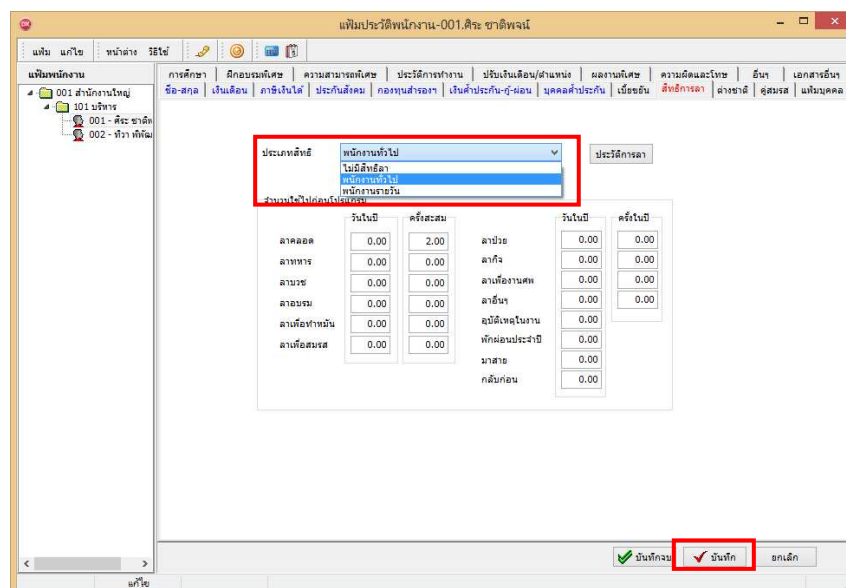 แฟ้มประวัติพนักงาน-001.ศิระ ชาติพจน์
แฟ้ม แก้ไข หน้าต่าง วิธีใช้
แฟ้มพนักงาน
001 สำนักงานใหญ่
101 บริหาร
001 - ศิระ ชาติพ
002 - ทิวา พิพัฒ
การศึกษา ฝึกอบรมพิเศษ ความสามารถพิเศษ ประวัติการทำงาน ปรับเงินเดือน/ตำแหน่ง ผลงานพิเศษ ความผิดและโทษ อื่นๆ เอกสารอื่นๆ
ชื่อ-สกุล เงินเดือน ภาษีเงินได้ ประกันสังคม กองทุนสำรองฯ เงินค้ำประกัน-กู้-ผ่อน บุคคลค้ำประกัน เบี้ยขยัน สิทธิการลา ต่างชาติ คู่สมรส แฟ้มบุคคล
ประเภทสิทธิ พนักงานทั่วไป ประวัติการลา
ไม่มีสิทธิลา
พนักงานทั่วไป
พนักงานรายวัน
จำนวนใช้ไปก่อนโปรแกรม
วันในปี ครั้งสะสม วันในปี ครั้งในปี
ลาคลอด 0.00 2.00 ลาป่วย 0.00 0.00
ลาทหาร 0.00 0.00 ลากิจ 0.00 0.00
ลาบวช 0.00 0.00 ลาเพื่องานศพ 0.00 0.00
ลาอบรม 0.00 0.00 ลาอื่นๆ 0.00 0.00
ลาเพื่อทำหมัน 0.00 0.00 อุบัติเหตุในงาน 0.00
ลาเพื่อสมรส 0.00 0.00 พักผ่อนประจำปี 0.00
มาสาย 0.00
กลับก่อน 0.00
บันทึกจบ บันทึก ยกเลิก
แก้ไข